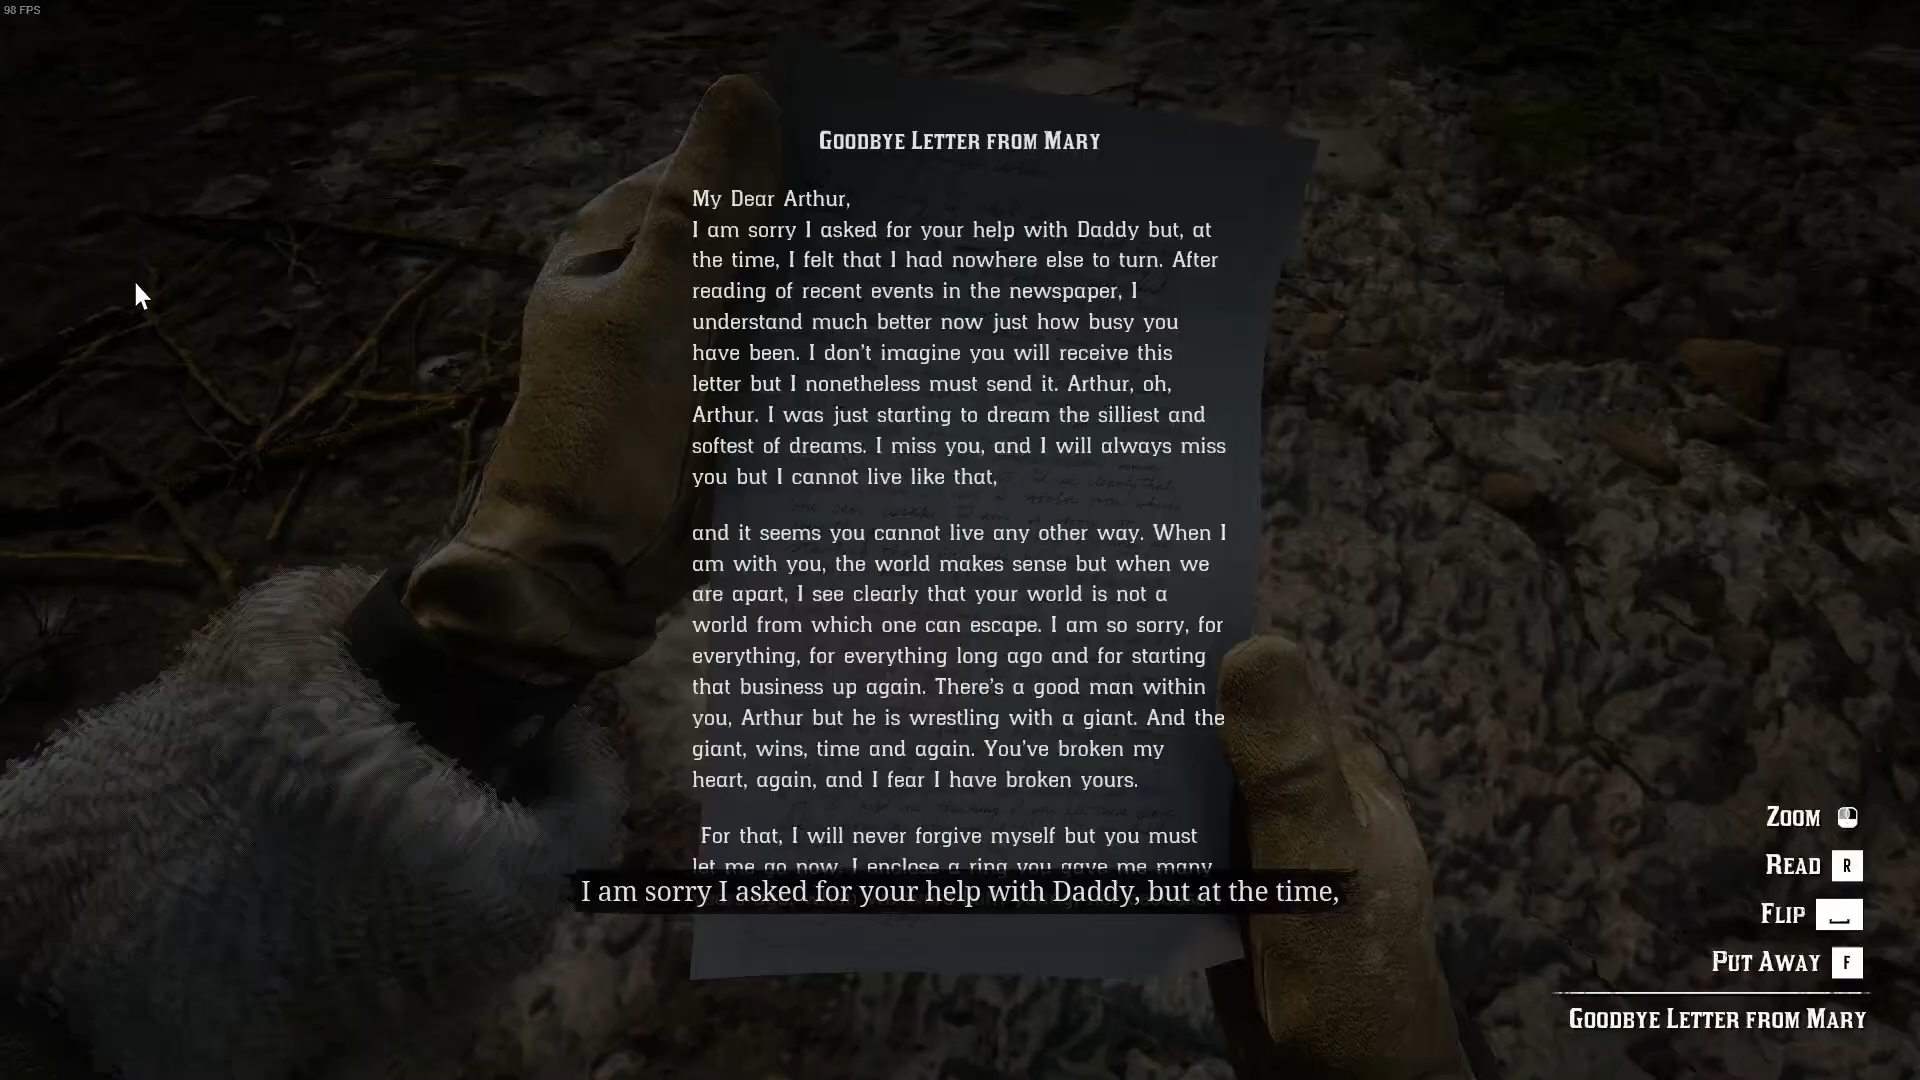 98 FPS
GOODBYE LETTER FROM MARY
My Dear Arthur,
I am sorry I asked for your help with Daddy but, at
the time, I felt that I had nowhere else to turn. After
reading of recent events in the newspaper, I
understand much better now just how busy you
have been. I don't imagine you will receive this
letter but I nonetheless must send it. Arthur, oh,
Arthur. I was just starting to dream the silliest and
softest of dreams. I miss you, and I will always miss
you but I cannot live like that,
and it seems you cannot live any other way. When I
am with you, the world makes sense but when we
are apart, I see clearly that your world is not a
world from which one can escape. I am so sorry, for
everything, for everything long ago and for starting
that business up again. There's a good man within
you, Arthur but he is wrestling with a giant. And the
giant, wins, time and again. You've broken my
heart, again, and I fear I have broken yours.
For that, I will never forgive myself but you must
let me go now. I enclose a ring you gave me many
I am sorry I asked for your help with Daddy, but at the time,
ZOOM
READ R
FLIP
PUT AWAY F
GOODBYE LETTER FROM MARY